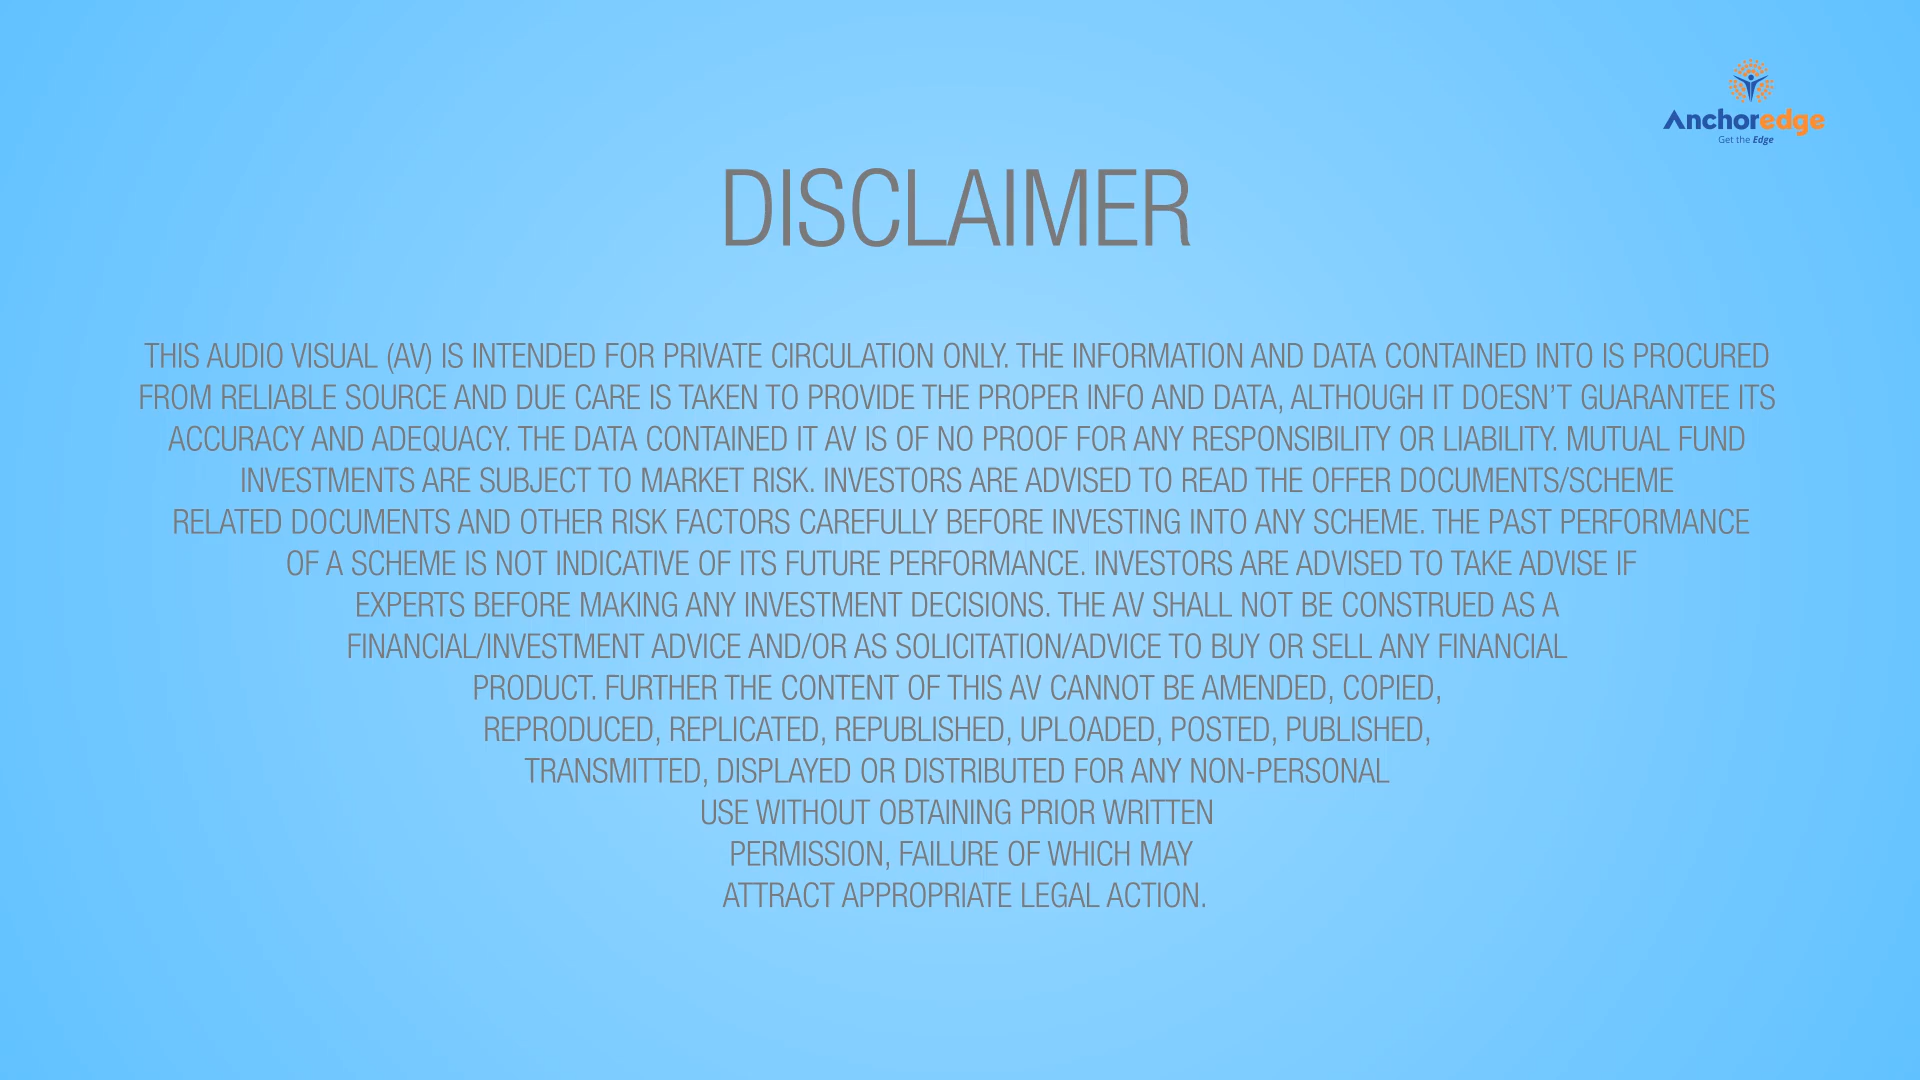 Anchoredge
Get the Edge
DISCLAIMER
THIS AUDIO VISUAL (AV) IS INTENDED FOR PRIVATE CIRCULATION ONLY. THE INFORMATION AND DATA CONTAINED INTO IS PROCURED
FROM RELIABLE SOURCE AND DUE CARE IS TAKEN TO PROVIDE THE PROPER INFO AND DATA, ALTHOUGH IT DOESN’T GUARANTEE ITS
ACCURACY AND ADEQUACY. THE DATA CONTAINED IT AV IS OF NO PROOF FOR ANY RESPONSIBILITY OR LIABILITY. MUTUAL FUND
INVESTMENTS ARE SUBJECT TO MARKET RISK. INVESTORS ARE ADVISED TO READ THE OFFER DOCUMENTS/SCHEME
RELATED DOCUMENTS AND OTHER RISK FACTORS CAREFULLY BEFORE INVESTING INTO ANY SCHEME. THE PAST PERFORMANCE
OF A SCHEME IS NOT INDICATIVE OF ITS FUTURE PERFORMANCE. INVESTORS ARE ADVISED TO TAKE ADVISE IF
EXPERTS BEFORE MAKING ANY INVESTMENT DECISIONS. THE AV SHALL NOT BE CONSTRUED AS A
FINANCIAL/INVESTMENT ADVICE AND/OR AS SOLICITATION/ADVICE TO BUY OR SELL ANY FINANCIAL
PRODUCT. FURTHER THE CONTENT OF THIS AV CANNOT BE AMENDED, COPIED,
REPRODUCED, REPLICATED, REPUBLISHED, UPLOADED, POSTED, PUBLISHED,
TRANSMITTED, DISPLAYED OR DISTRIBUTED FOR ANY NON-PERSONAL
USE WITHOUT OBTAINING PRIOR WRITTEN
PERMISSION, FAILURE OF WHICH MAY
ATTRACT APPROPRIATE LEGAL ACTION.